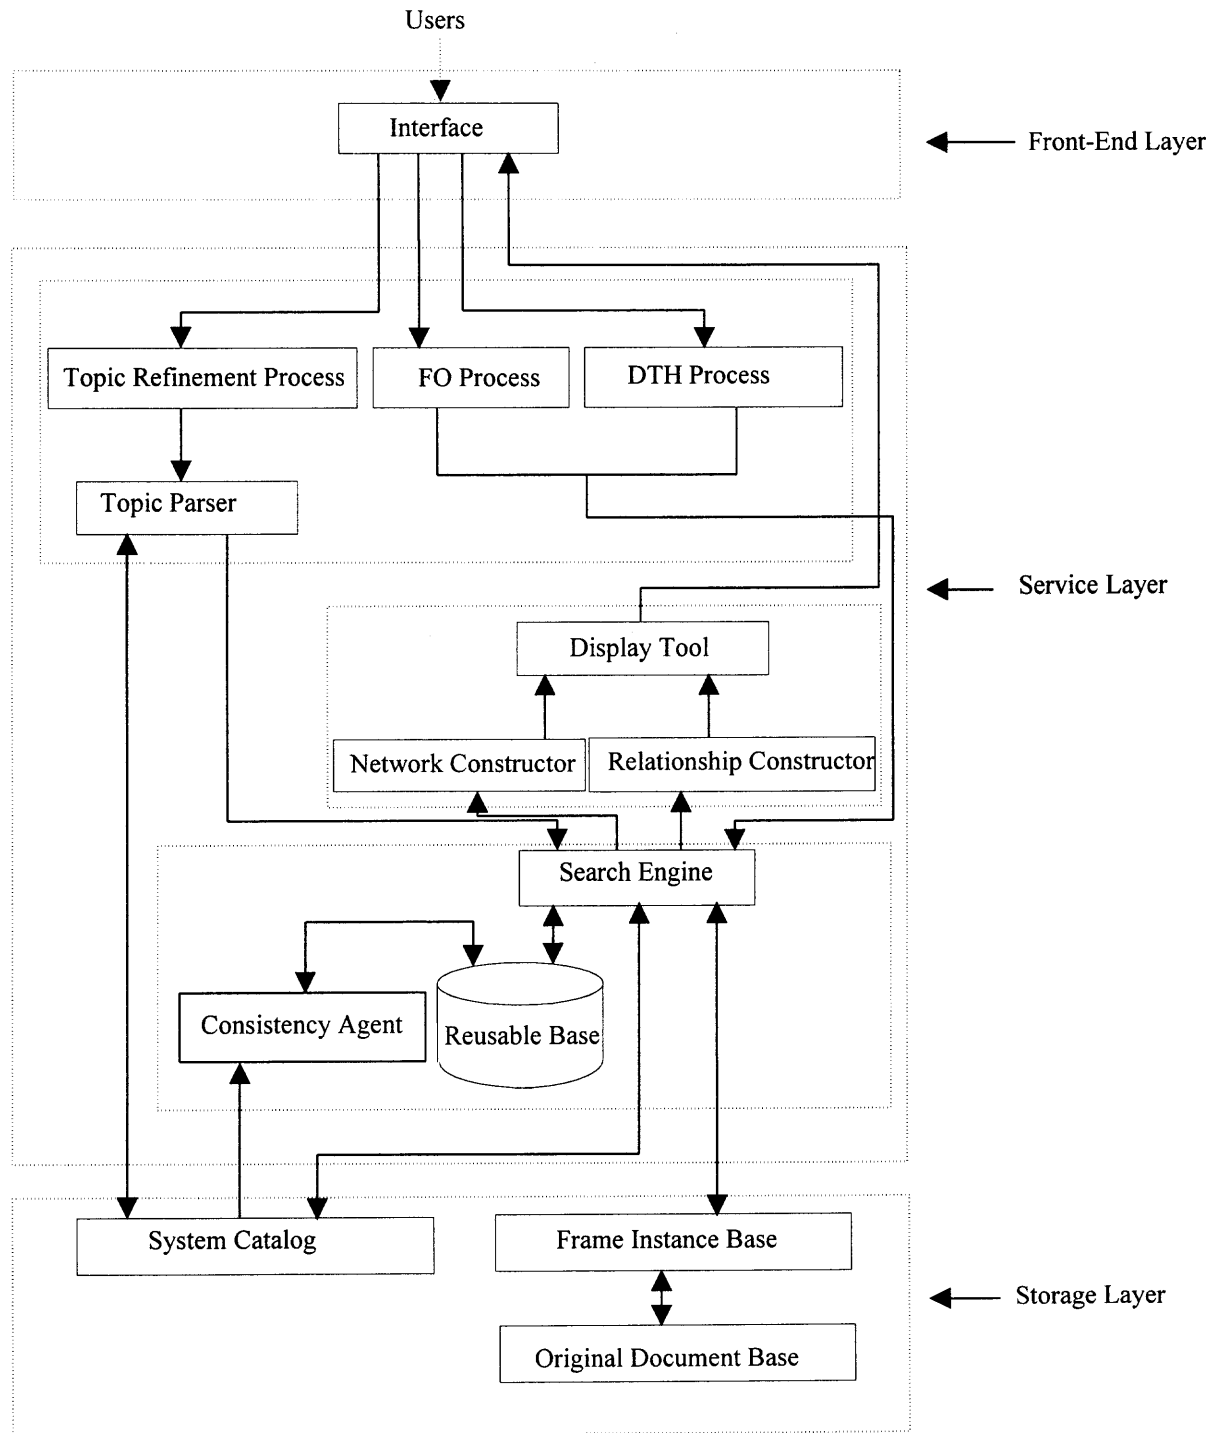 Users
Interface
Front-End Layer
Topic Refinement Process
FO Process
DTH Process
Topic Parser
Service Layer
Display Tool
Network Constructor
Relationship Constructor
Search Engine
Consistency Agent
Reusable Base
System Catalog
Frame Instance Base
Storage Layer
Original Document Base